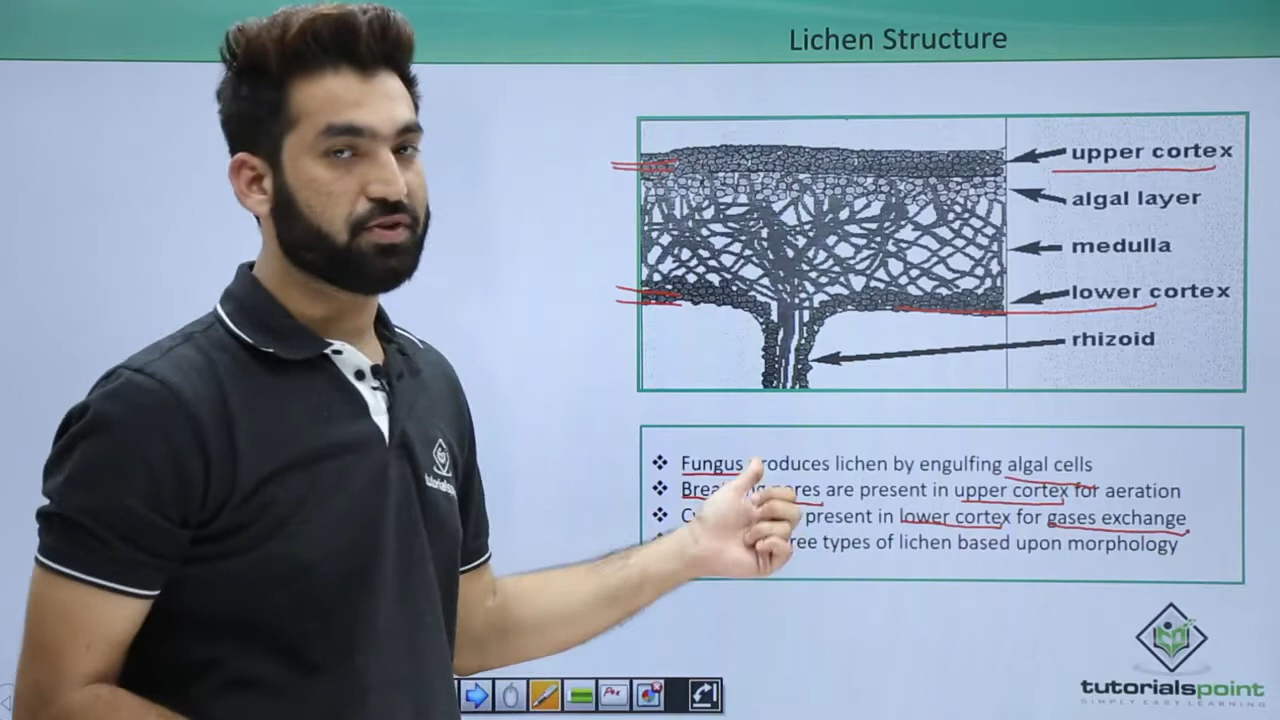 Lichen Structure
upper cortex
algal layer
medulla
lower cortex
rhizoid
Fungus produces lichen by engulfing algal cells
pores are present in upper cortex for aeration
present in lower cortex for gases exchange
types of lichen based upon morphology
tutorialspoint
tutorialspoint
SIMPLY EASY LEARNING